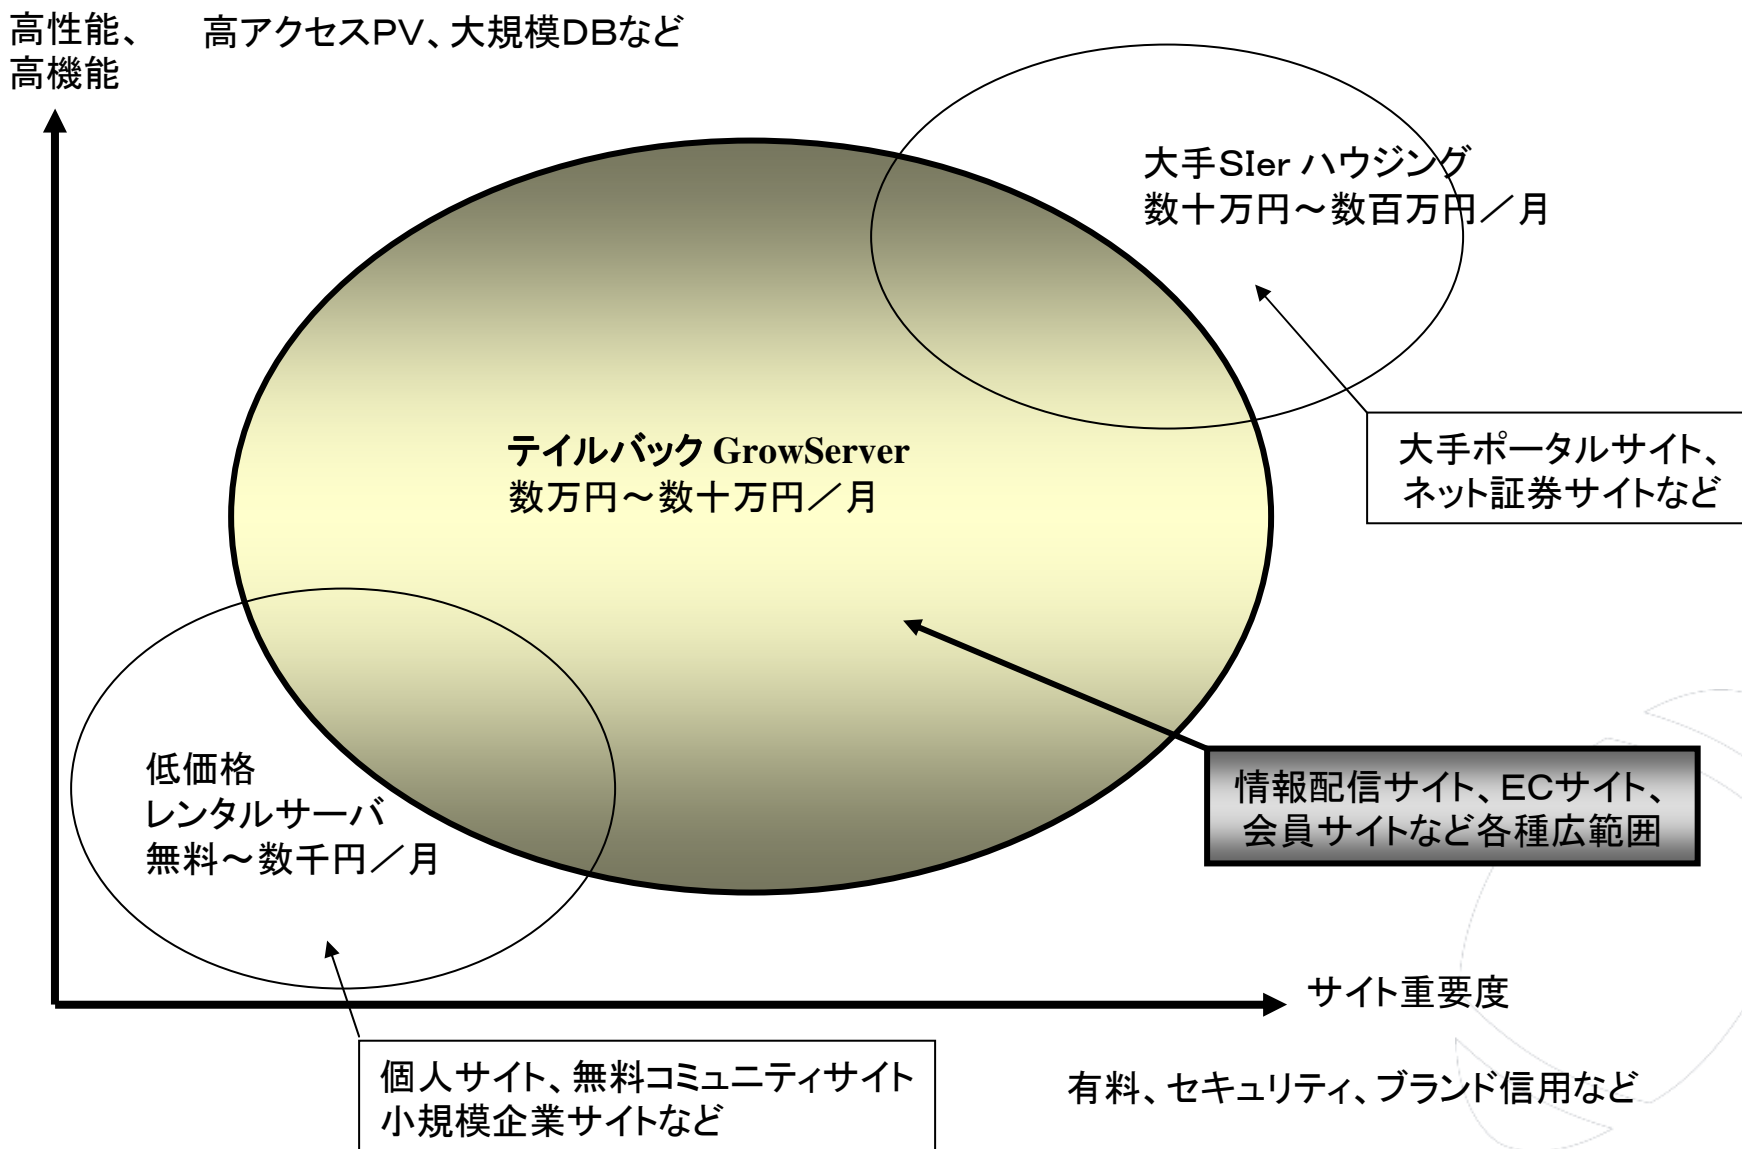 高性能、
高機能
高アクセスPV、大規模DBなど
大手SIer ハウジング
数十万円～数百万円／月
テイルバック GrowServer
数万円～数十万円／月
大手ポータルサイト、
ネット証券サイトなど
低価格
レンタルサーバ
無料～数千円／月
情報配信サイト、ECサイト、
会員サイトなど各種広範囲
サイト重要度
個人サイト、無料コミュニティサイト
小規模企業サイトなど
有料、セキュリティ、ブランド信用など